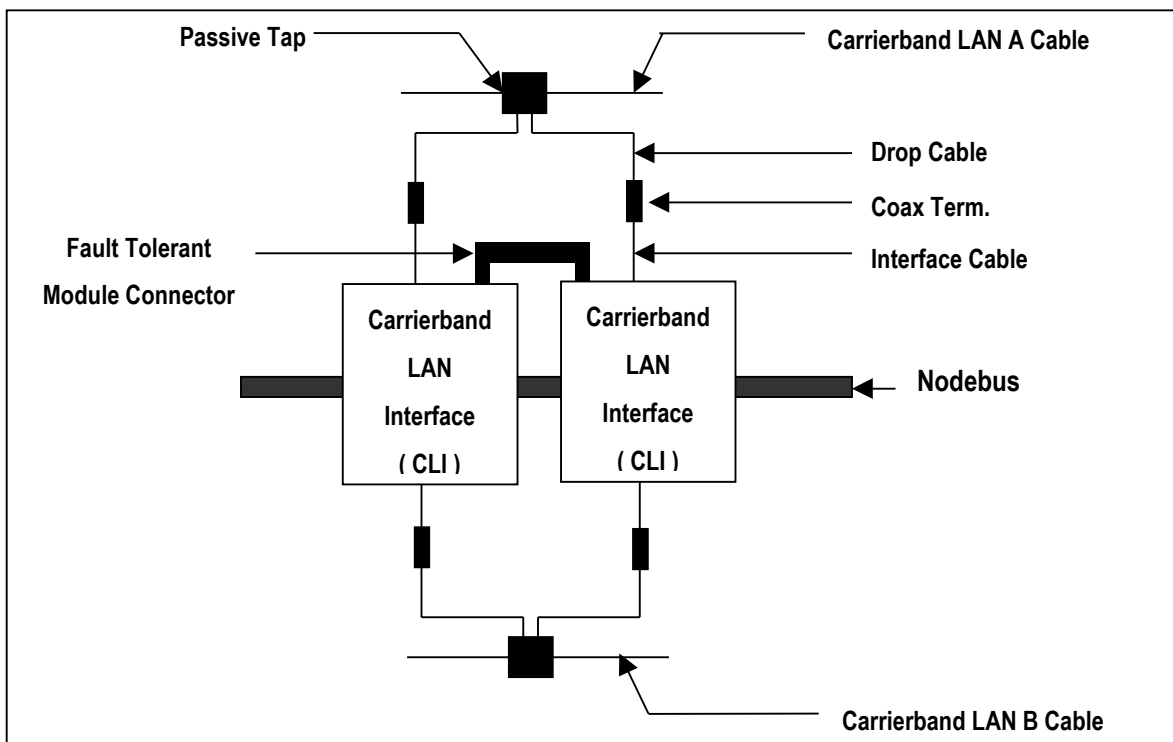 Passive Tap
Carrierband LAN A Cable
Drop Cable
Coax Term.
Fault Tolerant
Module Connector
Interface Cable
Carrierband
LAN
Interface
( CLI )
Carrierband
LAN
Interface
( CLI )
Nodebus
Carrierband LAN B Cable